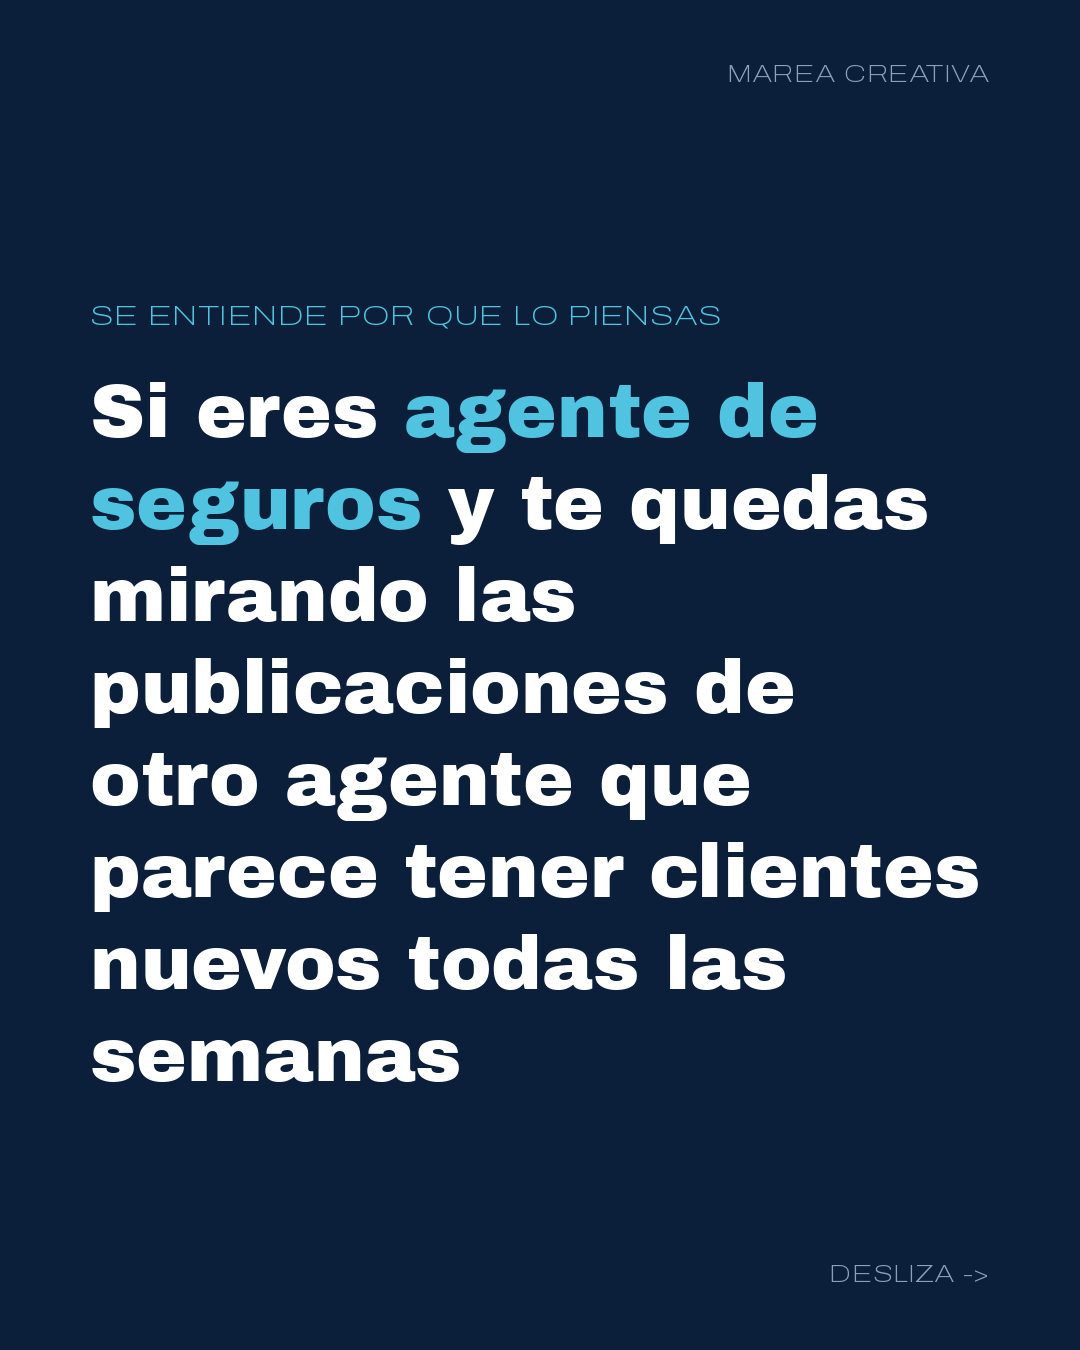 MAREA CREATIVA
SE ENTIENDE POR QUE LO PIENSAS
Si eres agente de
seguros y te quedas
mirando las
publicaciones de
otro agente que
parece tener clientes
nuevos todas las
semanas
DESLIZA ->